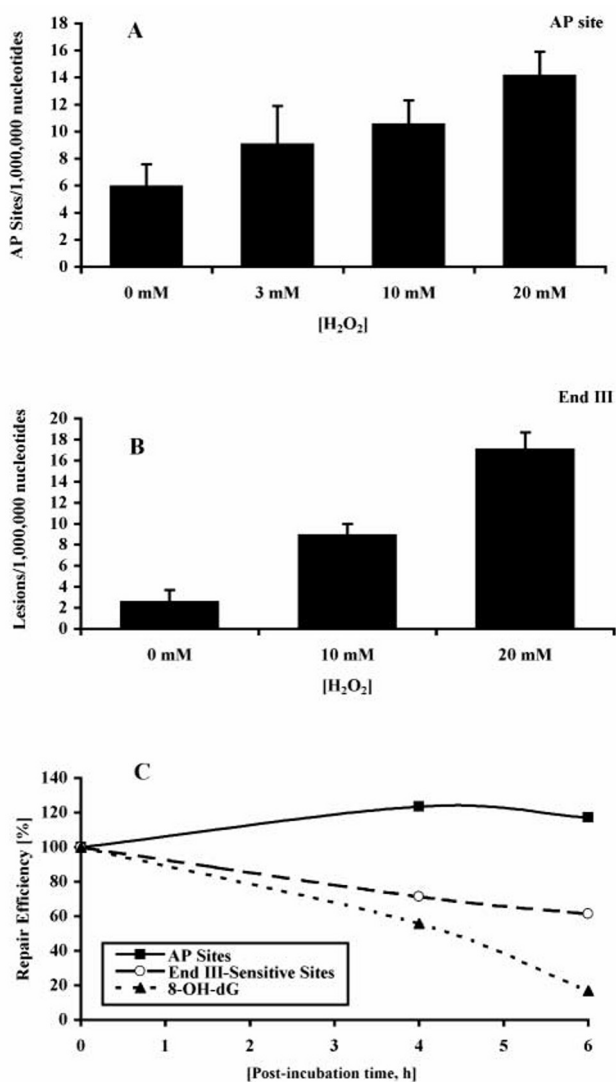 A
AP site
AP Sites/1,000,000 nucleotides
18
16
14
12
10
8
6
4
2
0
0 mM 3 mM 10 mM 20 mM
[H₂O₂]
B
End III
Lesions/1,000,000 nucleotides
20
18
16
14
12
10
8
6
4
2
0
0 mM 10 mM 20 mM
[H₂O₂]
C
Repair Efficiency [%]
140
120
100
80
60
40
20
0
AP Sites
End III-Sensitive Sites
8-OH-dG
0 1 2 3 4 5 6
[Post-incubation time, h]